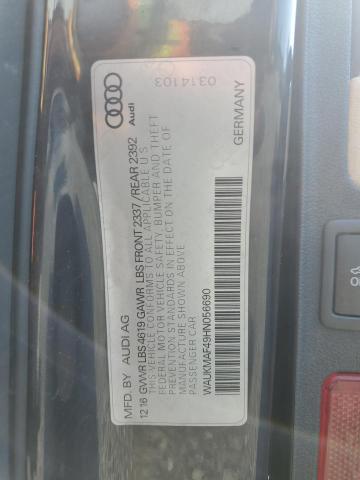 0314103
Audi
GERMANY
MFD. BY AUDI AG
12 16 GVWR LBS 4619 GAWR LBS FRONT 2337/REAR 2392
THIS VEHICLE CONFORMS TO ALL APPLICABLE U S
FEDERAL MOTOR VEHICLE SAFETY, BUMPER AND THEFT
PREVENTION STANDARDS IN EFFECT ON THE DATE OF
MANUFACTURE SHOWN ABOVE
PASSENGER CAR
WAUKMAF49HN056690